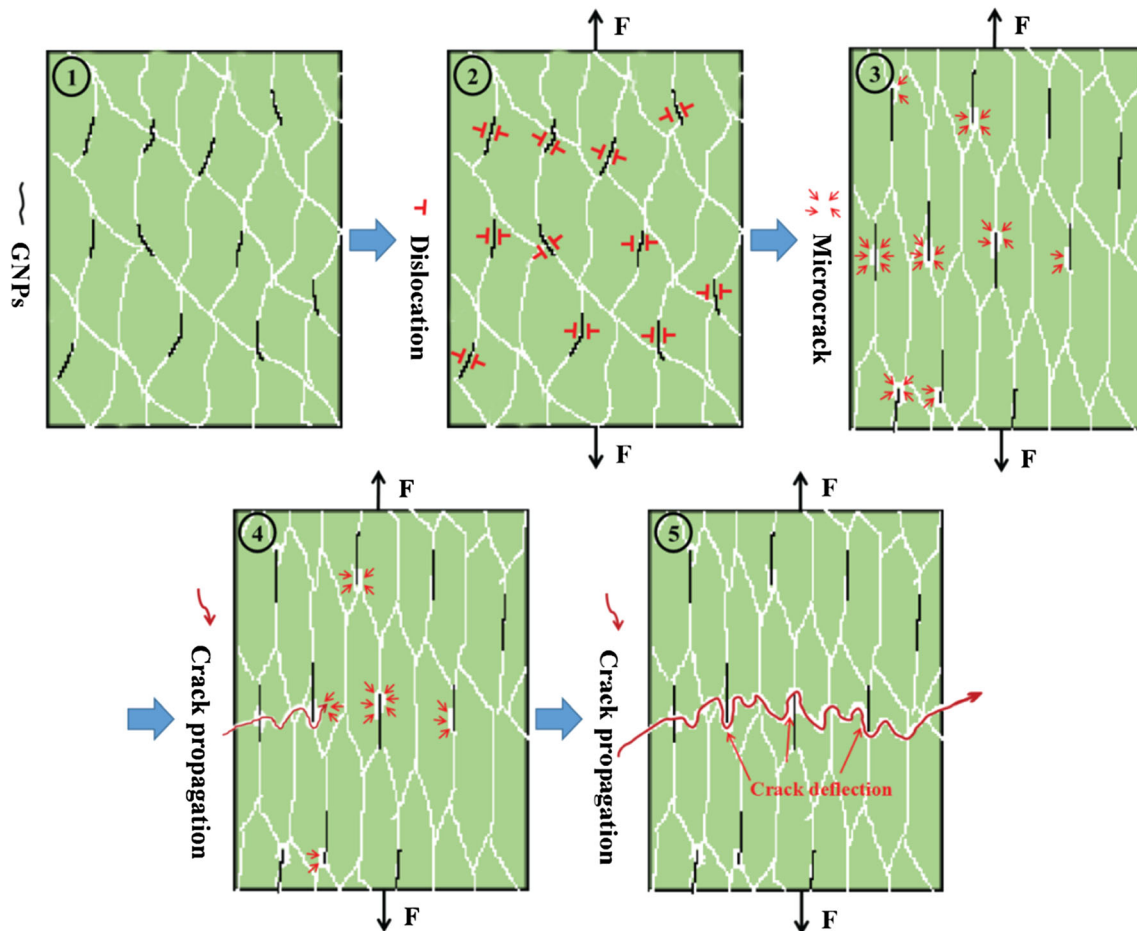 1
GNPs
2
F
F
Dislocation
3
F
F
Microcrack
4
F
F
Crack propagation
5
F
F
Crack propagation
Crack deflection